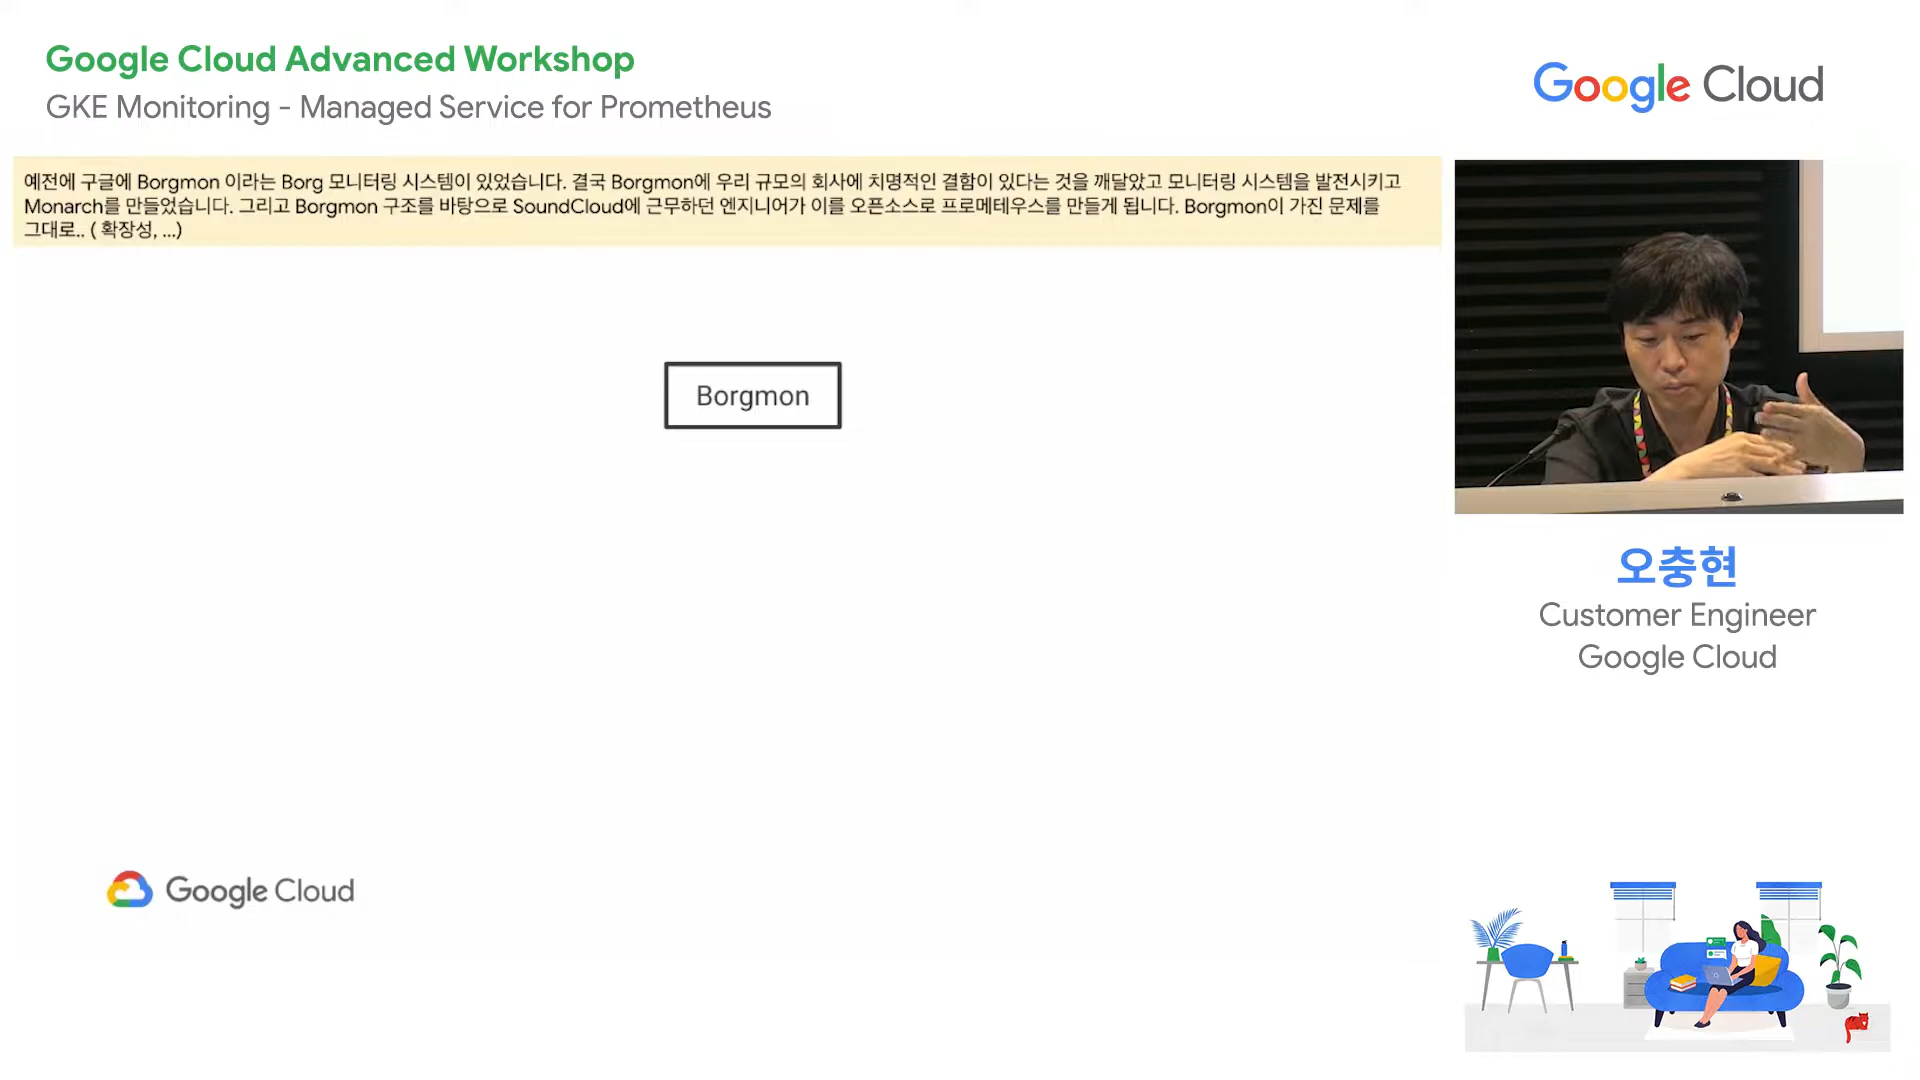 Google Cloud Advanced Workshop
GKE Monitoring - Managed Service for Prometheus
Google Cloud
예전에 구글에 Borgmon 이라는 Borg 모니터링 시스템이 있었습니다. 결국 Borgmon에 우리 규모의 회사에 치명적인 결함이 있다는 것을 깨달았고 모니터링 시스템을 발전시키고
Monarch를 만들었습니다. 그리고 Borgmon 구조를 바탕으로 SoundCloud에 근무하던 엔지니어가 이를 오픈소스로 프로메테우스를 만들게 됩니다. Borgmon이 가진 문제를
그대로.. ( 확장성, ...)
Borgmon
오충현
Customer Engineer
Google Cloud
Google Cloud